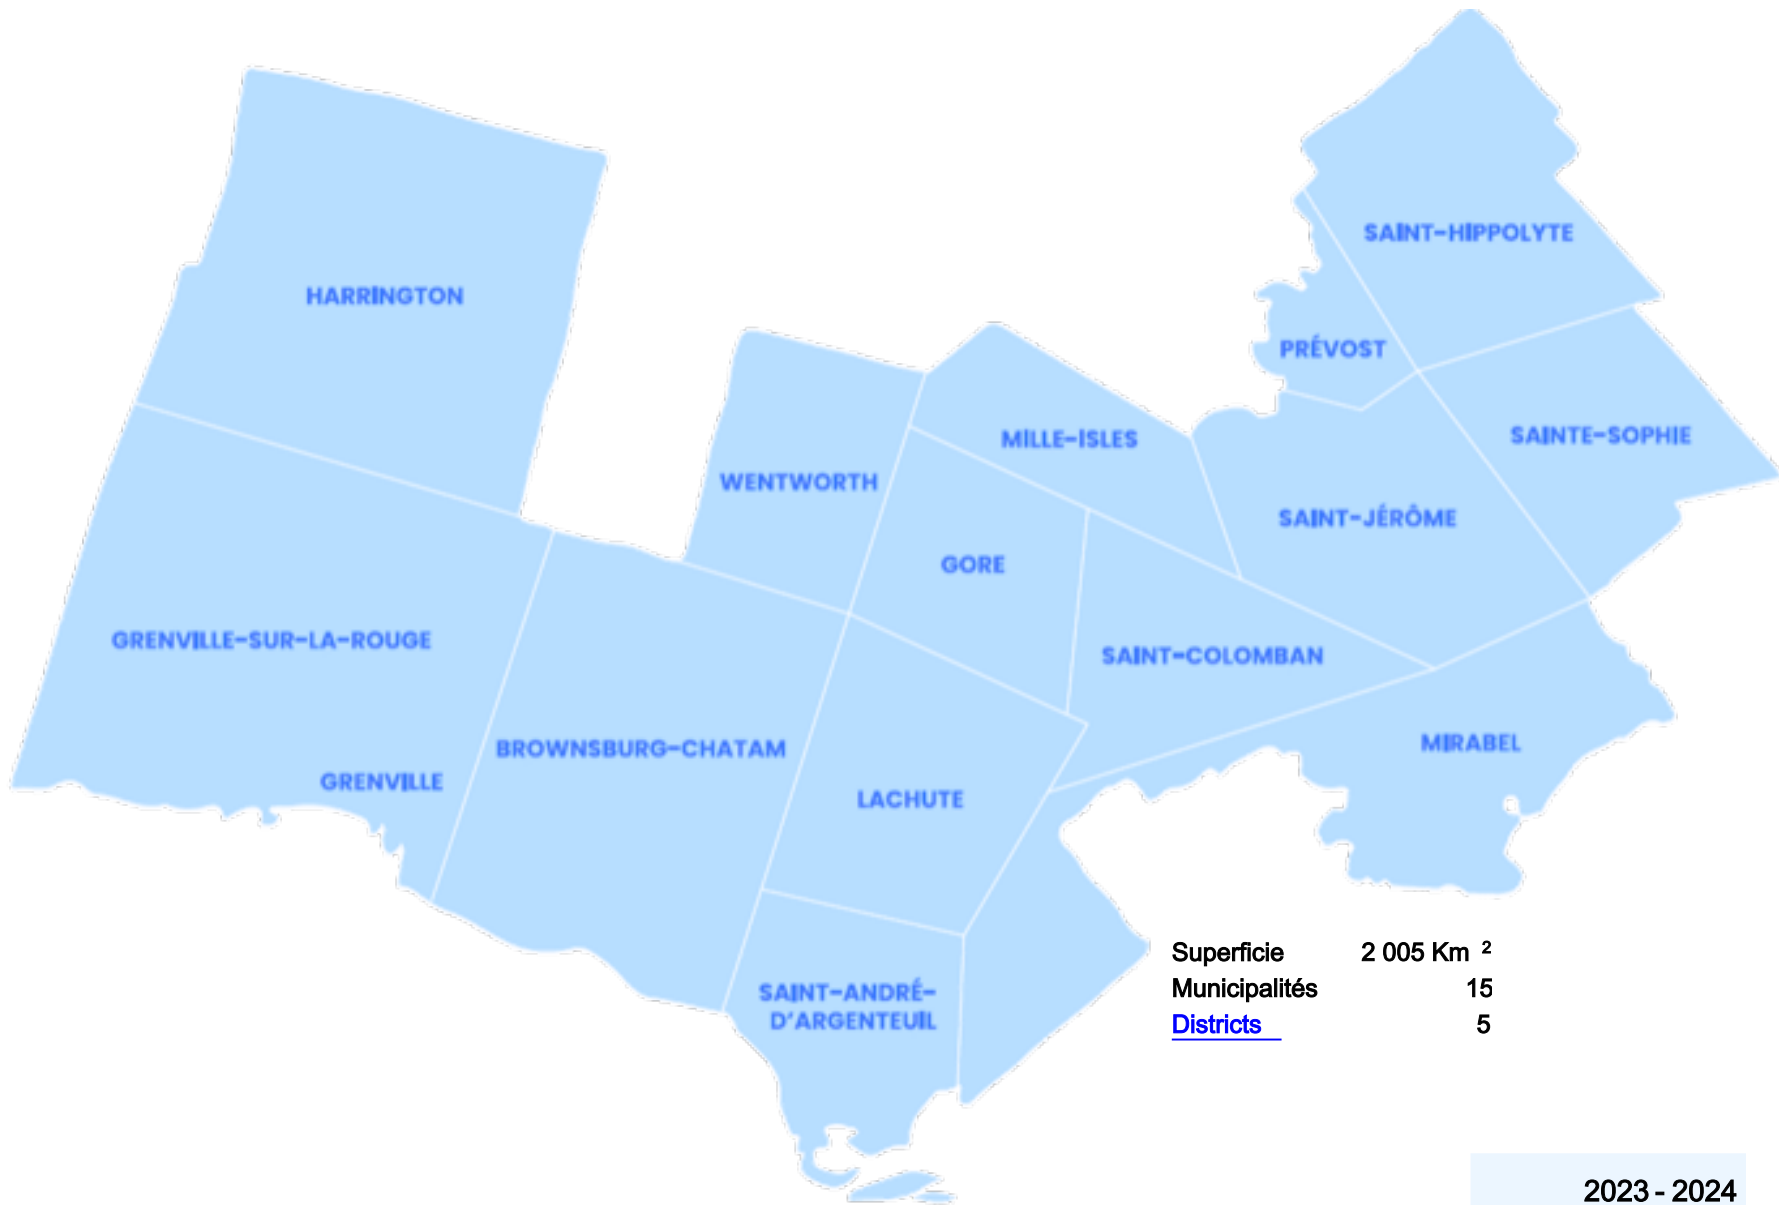 SAINT-HIPPOLYTE
HARRINGTON
PRÉVOST
SAINTE-SOPHIE
MILLE-ISLES
WENTWORTH
SAINT-JÉRÔME
GORE
GRENVILLE-SUR-LA-ROUGE
SAINT-COLOMBAN
BROWNSBURG-CHATAM
MIRABEL
GRENVILLE
LACHUTE
Superficie 2 005 Km ²
Municipalités 15
SAINT-ANDRÉ-
D'ARGENTEUIL
Districts 5
2023 - 2024